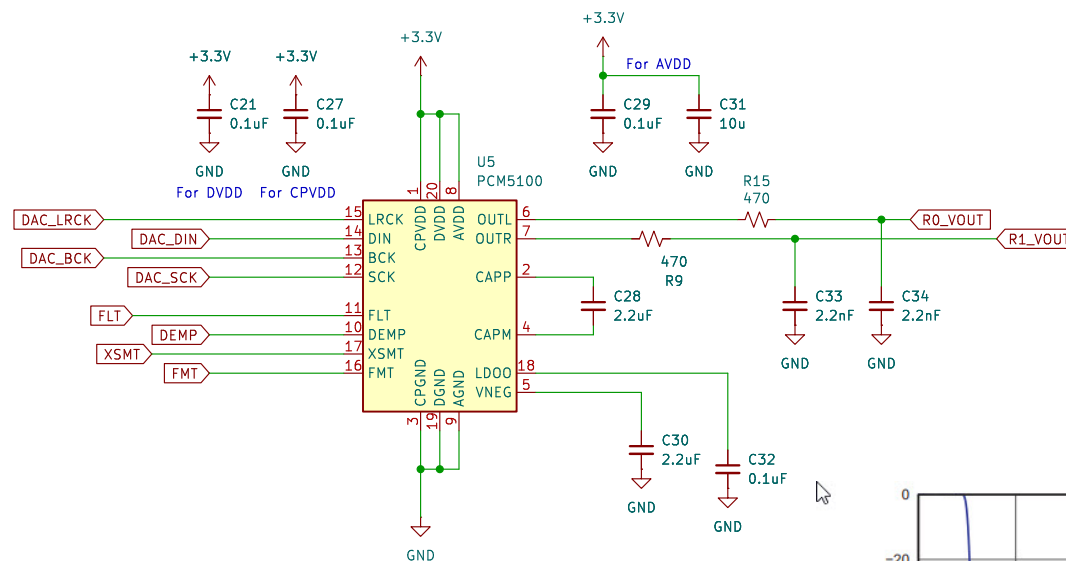 +3.3V
+3.3V
+3.3V
+3.3V
For AVDD
C21
0.1uF
C27
0.1uF
C29
0.1uF
C31
10u
GND
GND
GND
GND
For DVDD
For CPVDD
U5
PCM5100
1
20
8
CPVDD
DVDD
AVDD
DAC_LRCK
15
LRCK
DAC_DIN
14
DIN
DAC_BCK
13
BCK
DAC_SCK
12
SCK
FLT
11
FLT
DEMP
10
DEMP
XSMT
17
XSMT
FMT
16
FMT
OUTL
6
OUTR
7
CAPP
2
CAPM
4
LDOO
18
VNEG
5
CPGND
DGND
AGND
3
19
9
GND
R15
470
R0_VOUT
470
R9
R1_VOUT
C28
2.2uF
C33
2.2nF
C34
2.2nF
GND
GND
C30
2.2uF
GND
C32
0.1uF
GND
0
-20